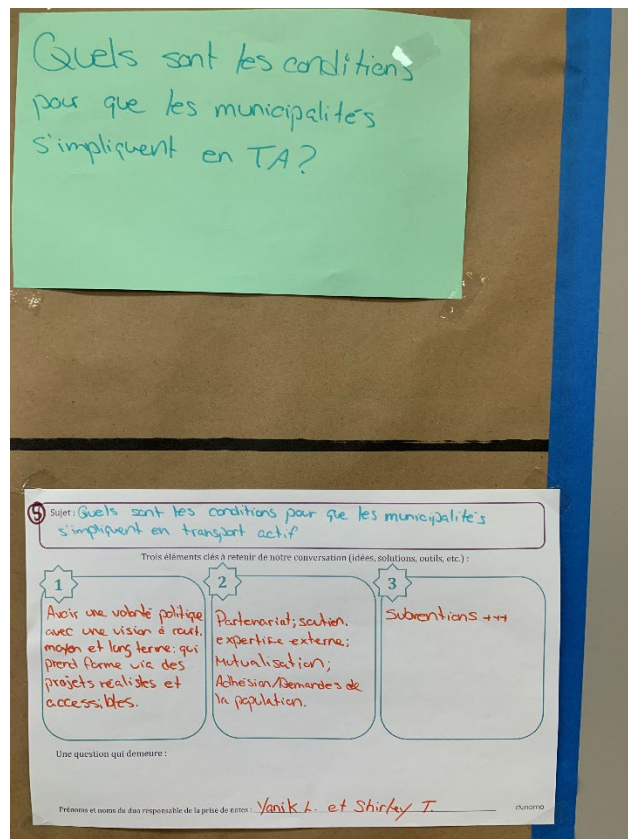 Quels sont les conditions
pour que les municipalités
s'impliquent en TA?
5 Sujet : Quels sont les conditions pour que les municipalités
s'impliquent en transport actif
Trois éléments clés à retenir de notre conversation (idées, solutions, outils, etc.) :
1
Avoir une volonté politique
avec une vision à court.
moyen et long terme; qui
prend forme via des
projets réalistes et
accessibles.
2
Partenariat; soutien.
expertise externe;
Mutualisation;
Adhésion/Demandes de
la population.
3
Subventions +++
Une question qui demeure :
Prénoms et noms du duo responsable de la prise de notes : Yanik L. et Shirley T.
dynamo